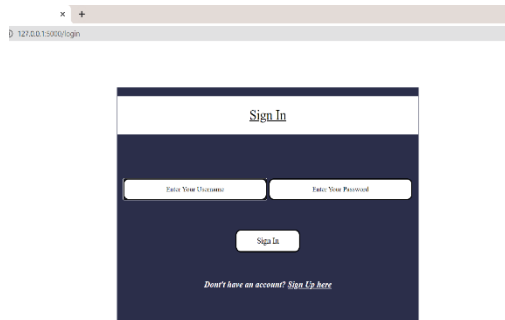 127.0.0.1:5000/login
Sign In
Enter Your Username
Enter Your Password
Sign In
Dont't have an account? Sign Up here